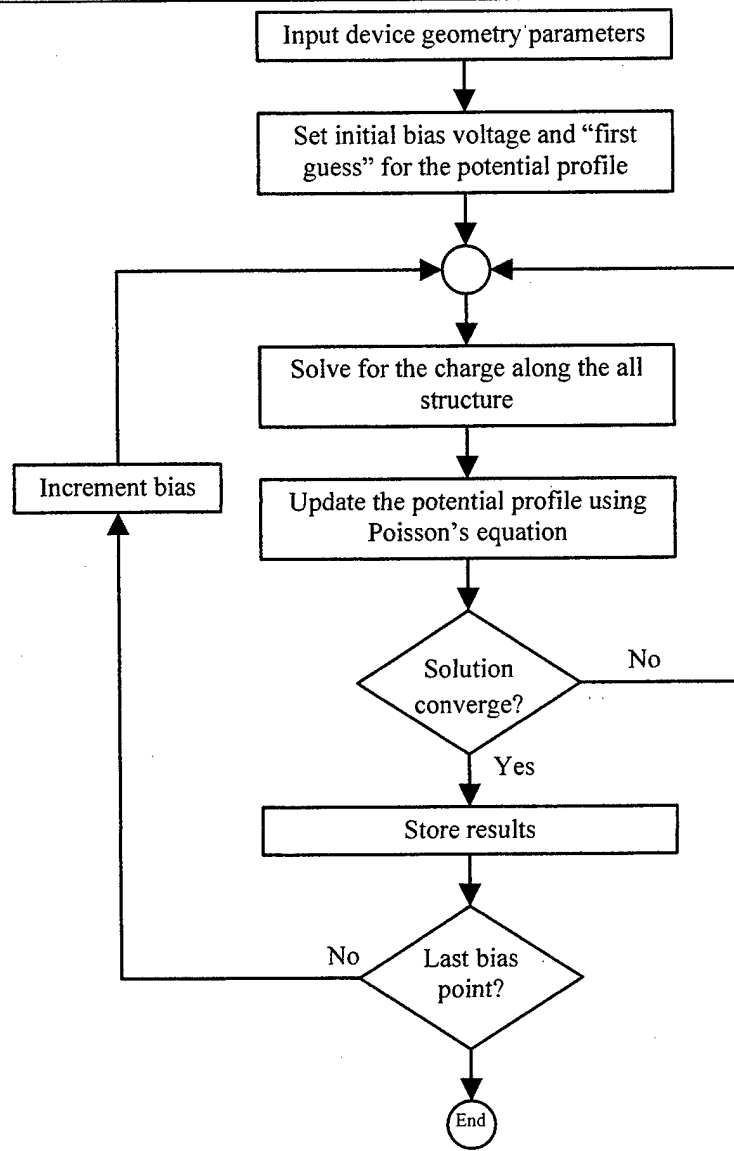 Input device geometry parameters
Set initial bias voltage and “first
guess” for the potential profile
Solve for the charge along the all
structure
Increment bias
Update the potential profile using
Poisson’s equation
Solution
converge?
No
Yes
Store results
No
Last bias
point?
End